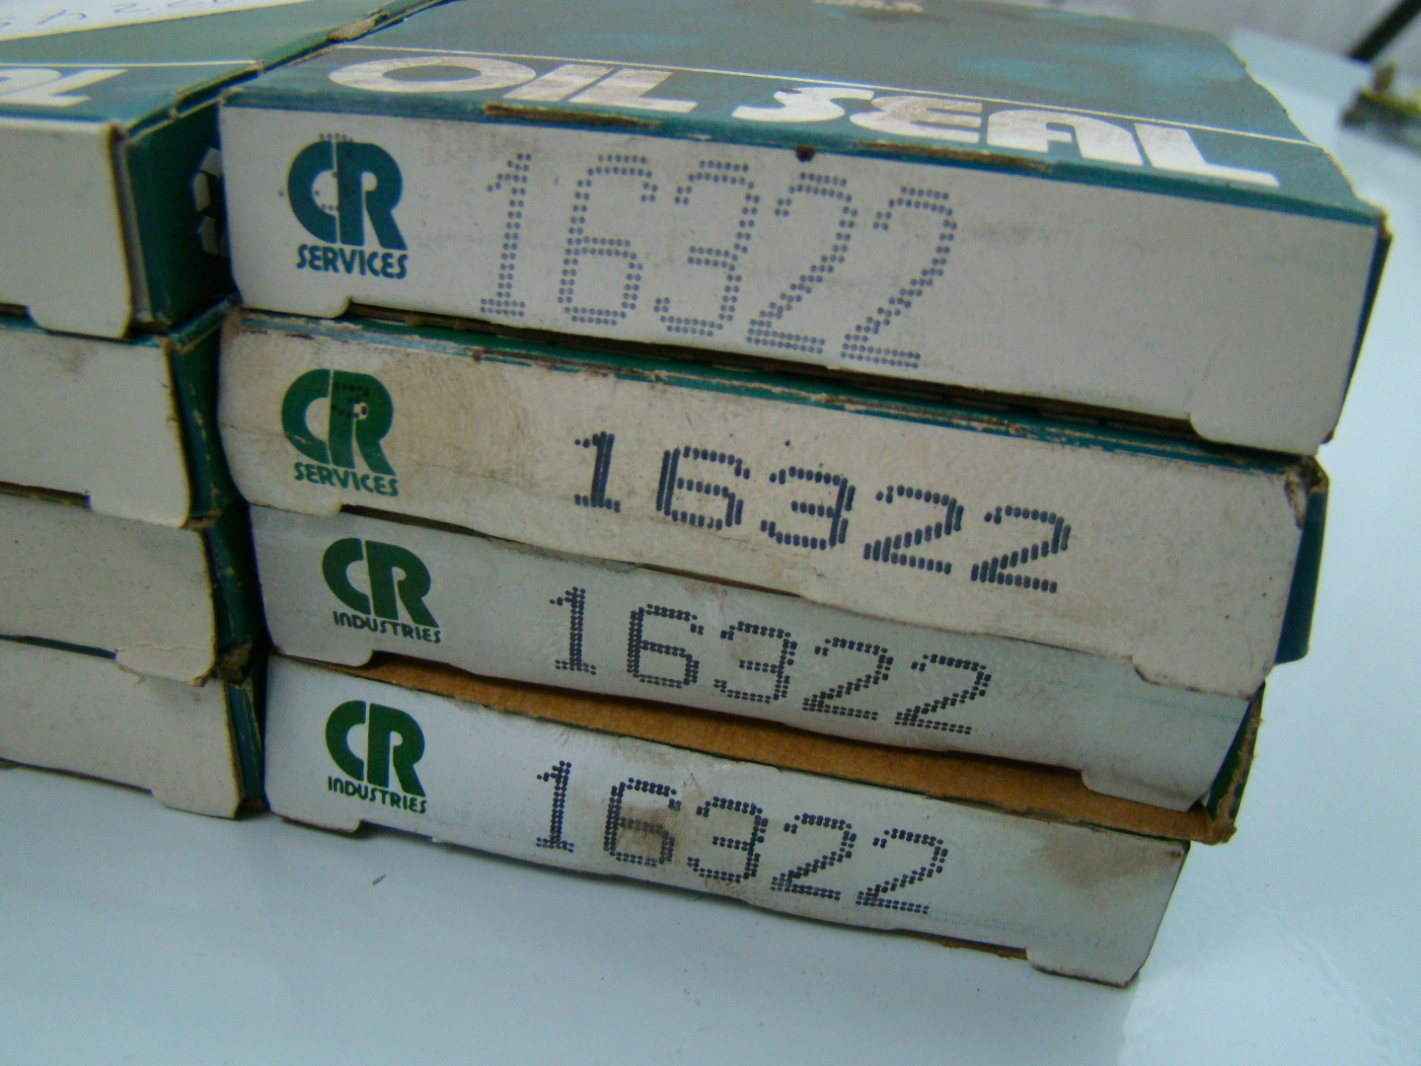 OIL SEAL
CR SERVICES 16322
CR SERVICES 16322
CR INDUSTRIES 16322
CR INDUSTRIES 16322